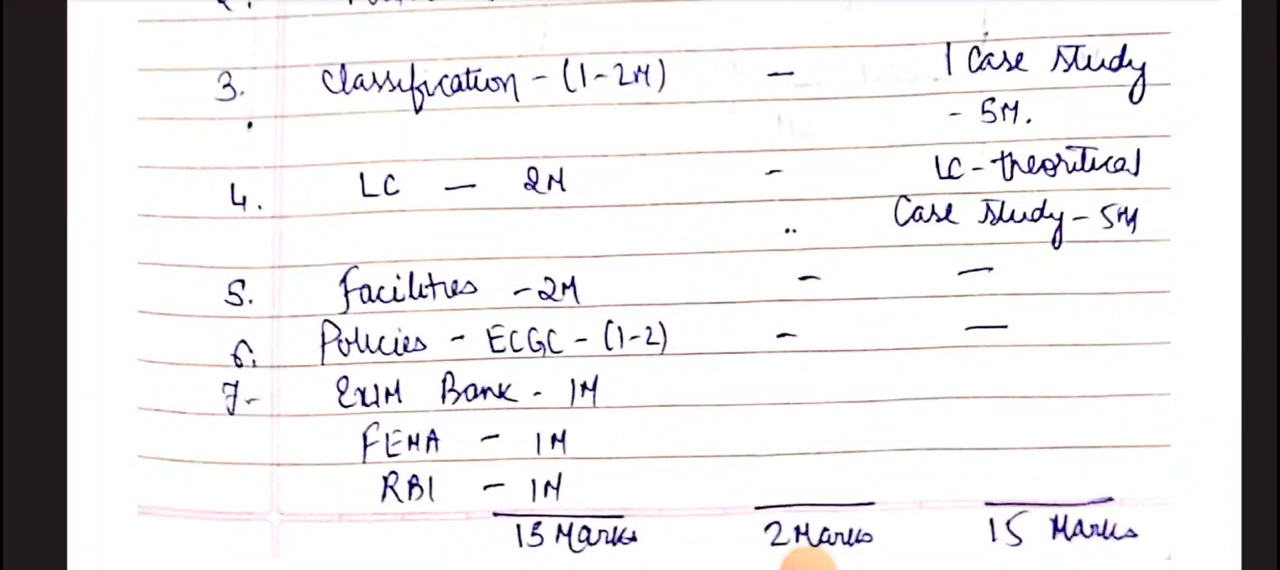 3. Classification - (1-2M) - 1 Case study
- 5M.
4. LC - 2M - LC - theoritical
Case study - 5M
5. Facilities - 2M - -
6. Policies - ECGC - (1-2) - -
7- EXIM Bank - 1M
FEMA - 1M
RBI - 1M
15 Marks 2 Marks 15 Marks